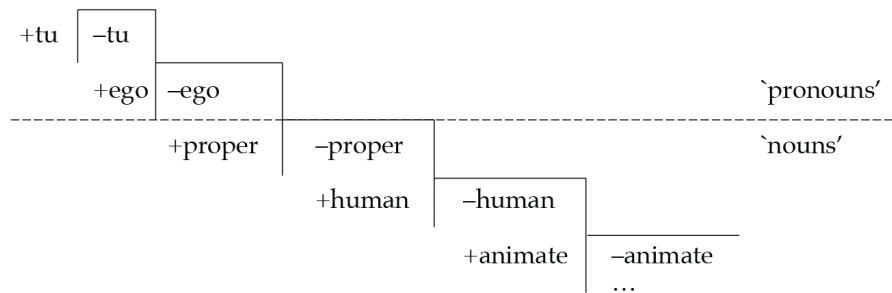 +tu –tu
+ego –ego `pronouns’
+proper –proper `nouns’
+human –human
+animate –animate
…